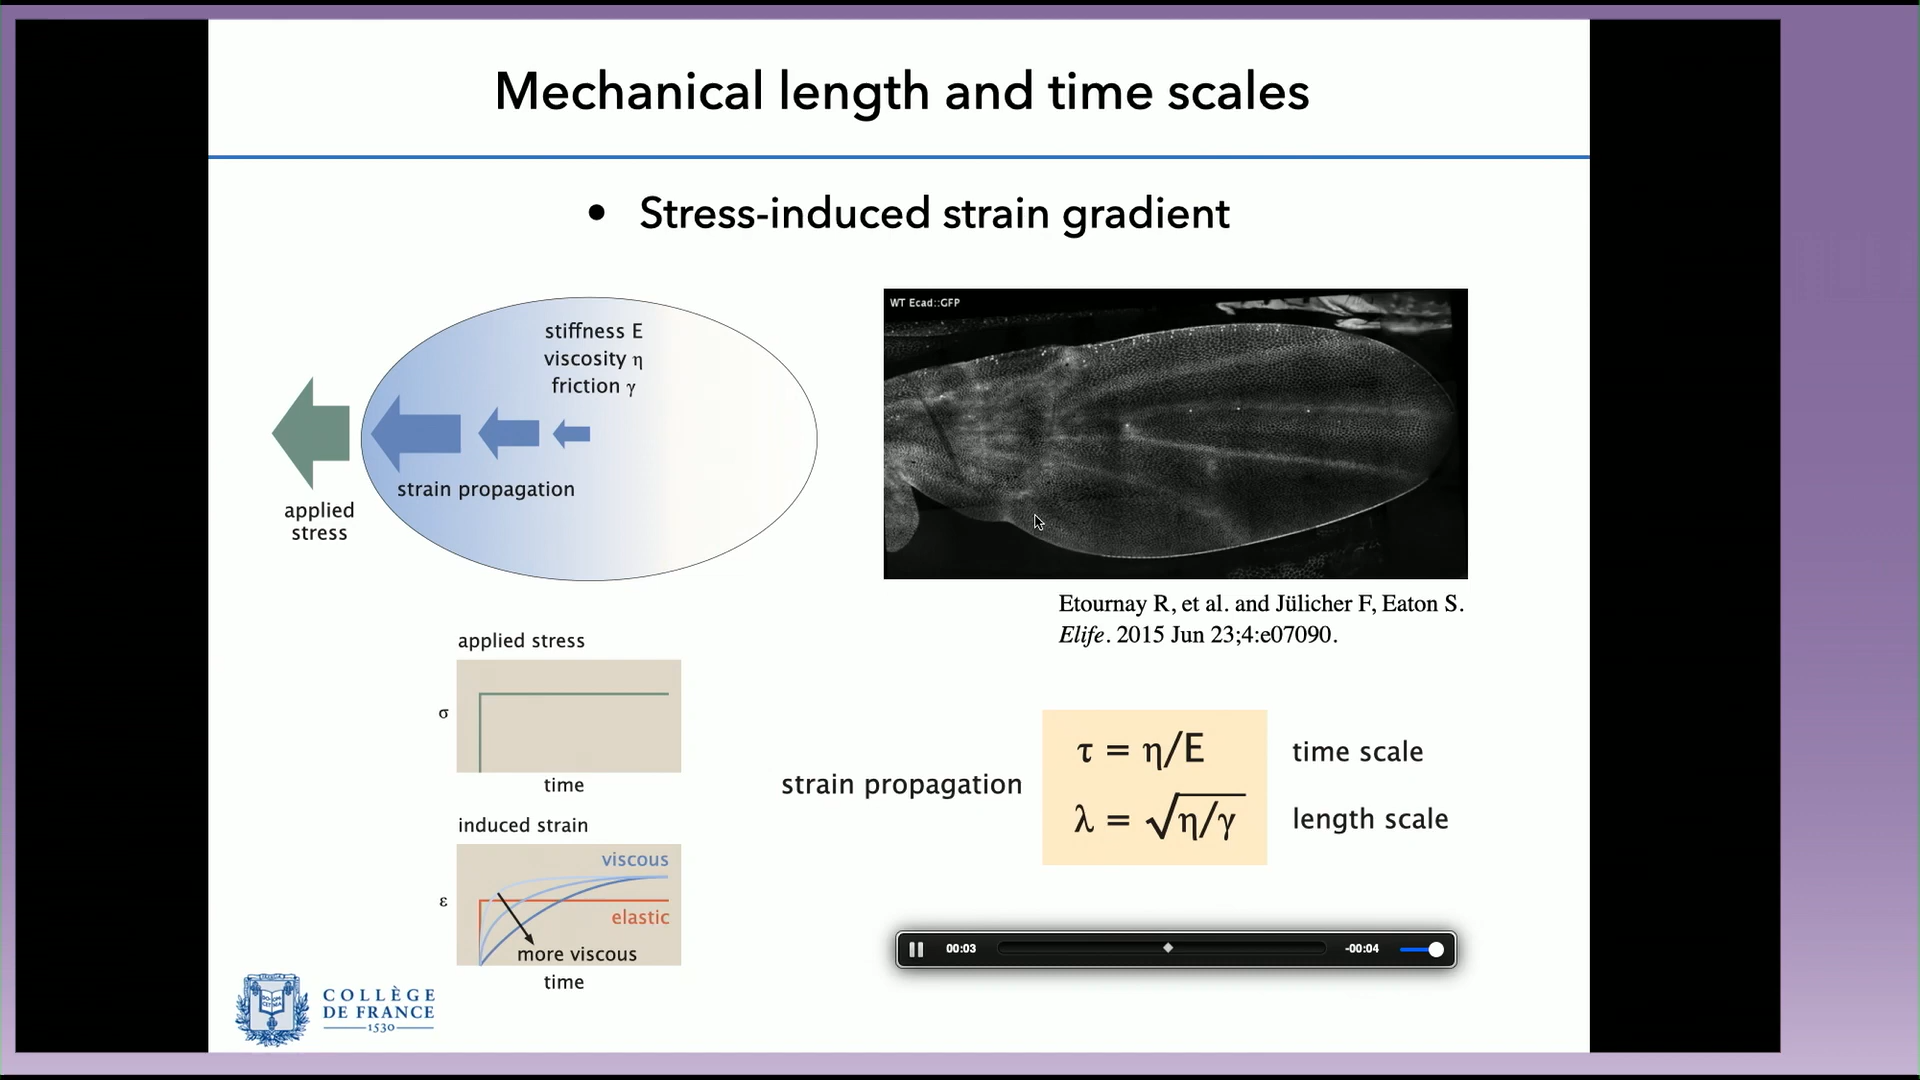 Mechanical length and time scales
• Stress-induced strain gradient
stiffness E
viscosity η
friction γ
strain propagation
applied
stress
WT Ecad::GFP
Etournay R, et al. and Jülicher F, Eaton S.
Elife. 2015 Jun 23;4:e07090.
applied stress
σ
time
induced strain
viscous
ε
elastic
more viscous
time
strain propagation
τ = η/E
time scale
λ = √η/γ
length scale
00:03
-00:04
COLLÈGE
DE FRANCE
1530